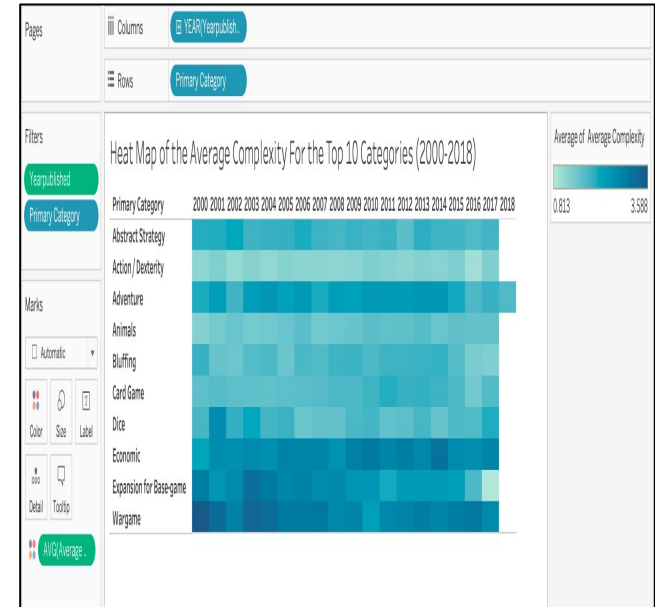 Pages
Columns
YEAR(Yearpublish..
Rows
Primary Category
Filters
Yearpublished
Primary Category
Marks
Automatic
Color
Size
Label
Detail
Tooltip
AVG(Average ..
Heat Map of the Average Complexity For the Top 10 Categories (2000-2018)
Primary Category 2000 2001 2002 2003 2004 2005 2006 2007 2008 2009 2010 2011 2012 2013 2014 2015 2016 2017 2018
Abstract Strategy
Action / Dexterity
Adventure
Animals
Bluffing
Card Game
Dice
Economic
Expansion for Base-game
Wargame
Average of Average Complexity
0.813 3.588